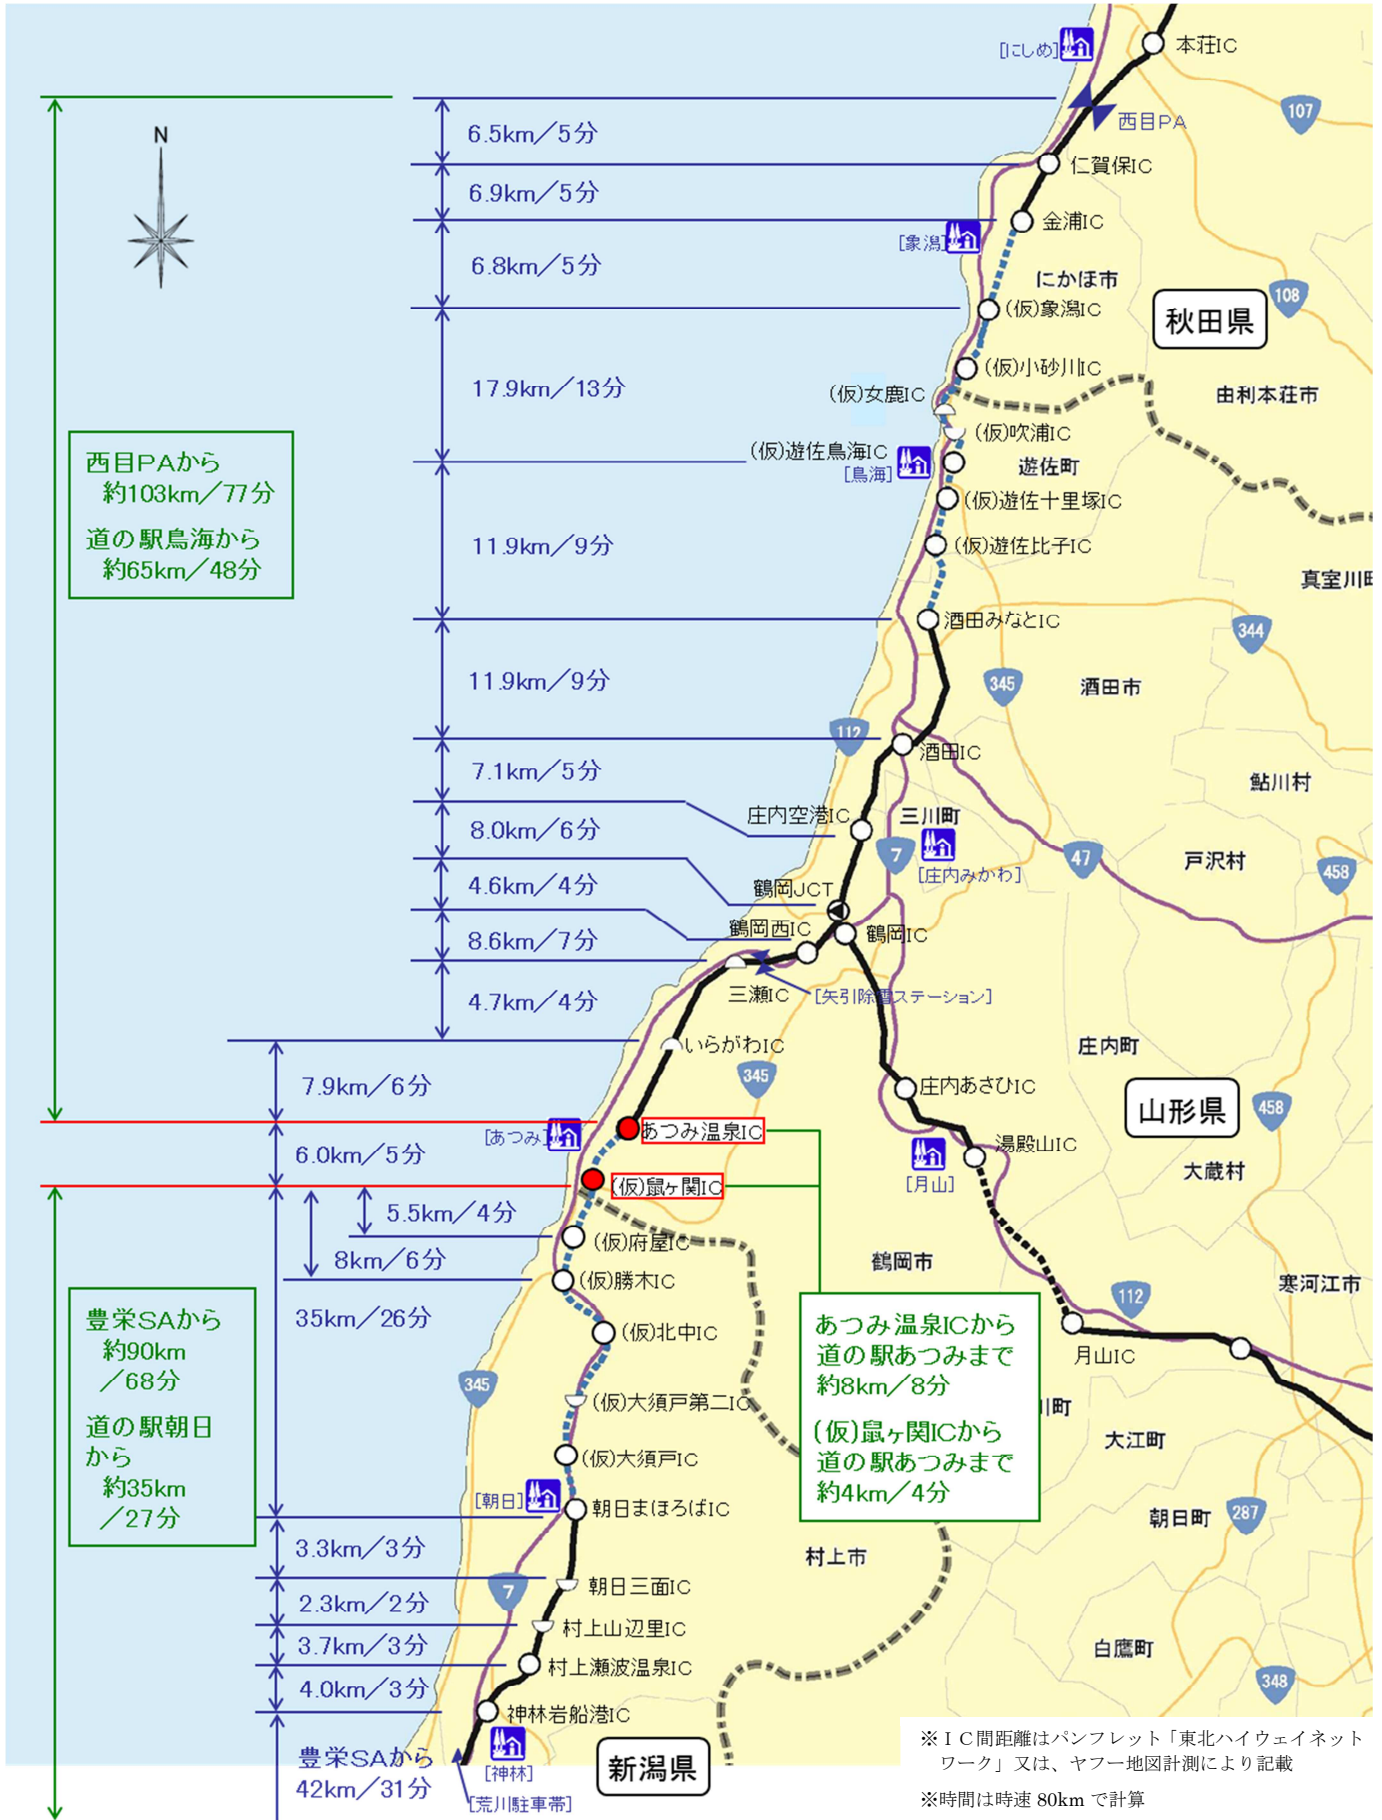 本荘IC
[にしめ]
西目PA
107
N
6.5km/5分
仁賀保IC
6.9km/5分
金浦IC
[象潟]
6.8km/5分
にかほ市
108
(仮)象潟IC
秋田県
(仮)小砂川IC
17.9km/13分
(仮)女鹿IC
由利本荘市
(仮)吹浦IC
(仮)遊佐鳥海IC
[鳥海]
遊佐町
西目PAから
約103km/77分
道の駅鳥海から
約65km/48分
(仮)遊佐十里塚IC
11.9km/9分
(仮)遊佐比子IC
真室川町
酒田みなとIC
344
11.9km/9分
345
酒田市
112
酒田IC
7.1km/5分
鮭川村
庄内空港IC
三川町
8.0km/6分
7
[庄内みかわ]
47
戸沢村
458
4.6km/4分
鶴岡JCT
鶴岡西IC
鶴岡IC
8.6km/7分
三瀬IC
[矢引除雪ステーション]
4.7km/4分
いらがわIC
庄内町
7.9km/6分
345
庄内あさひIC
山形県
458
[あつみ]
あつみ温泉IC
6.0km/5分
湯殿山IC
[月山]
大蔵村
(仮)鼠ヶ関IC
5.5km/4分
(仮)府屋IC
8km/6分
鶴岡市
(仮)勝木IC
寒河江市
112
豊栄SAから
約90km
/68分
道の駅朝日
から
約35km
/27分
35km/26分
(仮)北中IC
あつみ温泉ICから
道の駅あつみまで
約8km/8分
(仮)鼠ヶ関ICから
道の駅あつみまで
約4km/4分
月山IC
345
(仮)大須戸第二IC
川町
大江町
(仮)大須戸IC
[朝日]
朝日まほろばIC
朝日町
287
3.3km/3分
村上市
7
朝日三面IC
2.3km/2分
村上山辺里IC
3.7km/3分
白鷹町
村上瀬波温泉IC
348
4.0km/3分
神林岩船港IC
豊栄SAから
42km/31分
[神林]
[荒川駐車帯]
新潟県
※IC間距離はパンフレット「東北ハイウェイネット
ワーク」又は、ヤフー地図計測により記載
※時間は時速 80km で計算